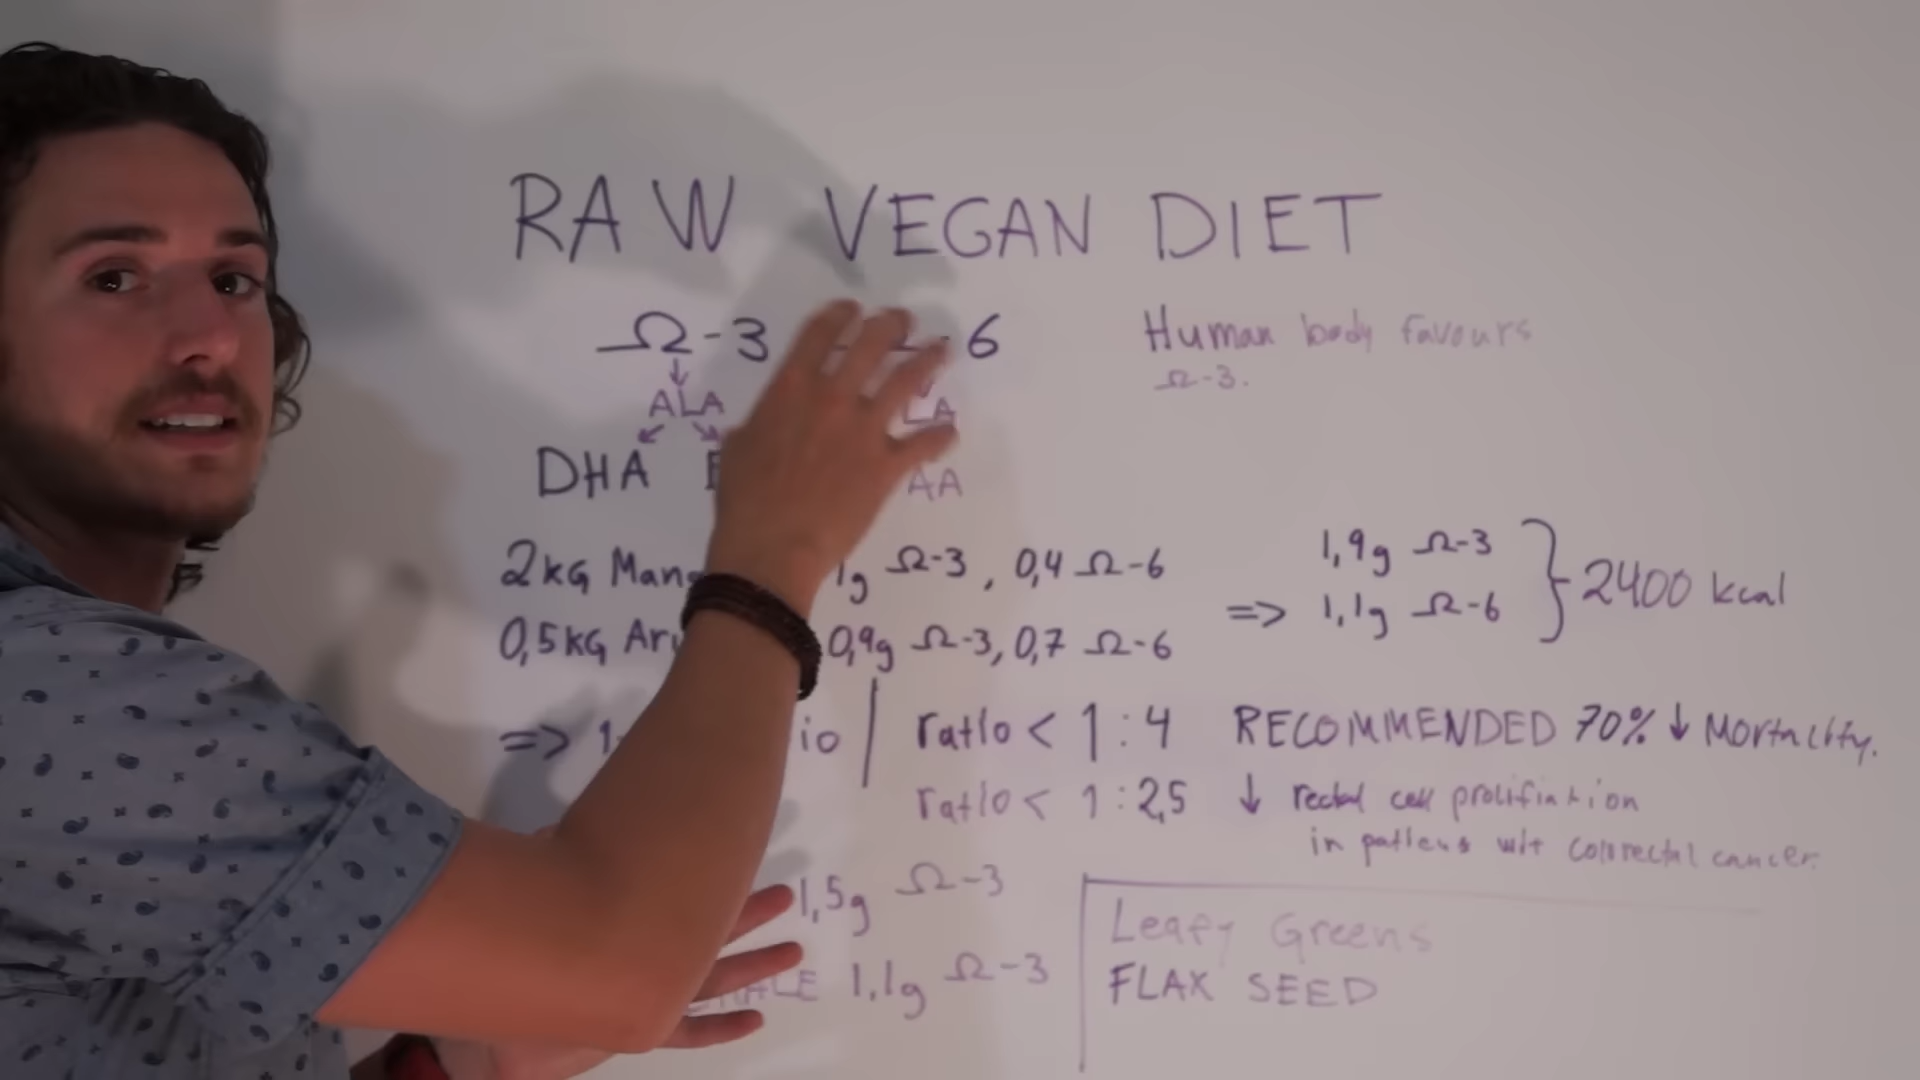 RAW VEGAN DIET
Ω-3 6
ALA LA
DHA AA
Human body favours
Ω-3.
2kg 1g Ω-3, 0,4 Ω-6
0,5kg 0,9g Ω-3, 0,7 Ω-6
=> 1,9g Ω-3
1,1g Ω-6
2400 kcal
=> ratio < 1:4 RECOMMENDED 70% ↓ Mortality.
ratio < 1:2,5 ↓ rectal cell
in with colorectal cancer.
1,5g Ω-3
1,1g Ω-3
Leafy Greens
FLAX SEED